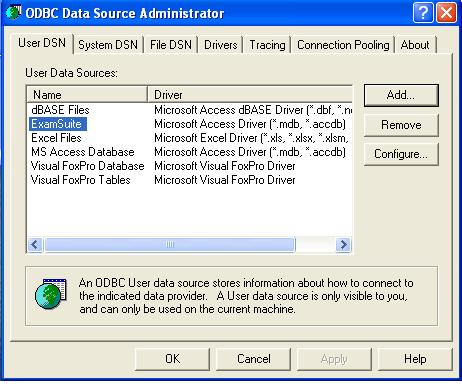 ODBC Data Source Administrator
User DSN System DSN File DSN Drivers Tracing Connection Pooling About
User Data Sources:
Name Driver
dBASE Files Microsoft Access dBASE Driver (*.dbf, *.n
ExamSuite Microsoft Access Driver (*.mdb, *.accdb)
Excel Files Microsoft Excel Driver (*.xls, *.xlsx, *.xlsm,
MS Access Database Microsoft Access Driver (*.mdb, *.accdb)
Visual FoxPro Database Microsoft Visual FoxPro Driver
Visual FoxPro Tables Microsoft Visual FoxPro Driver
Add...
Remove
Configure...
An ODBC User data source stores information about how to connect to
the indicated data provider. A User data source is only visible to you,
and can only be used on the current machine.
OK Cancel Apply Help